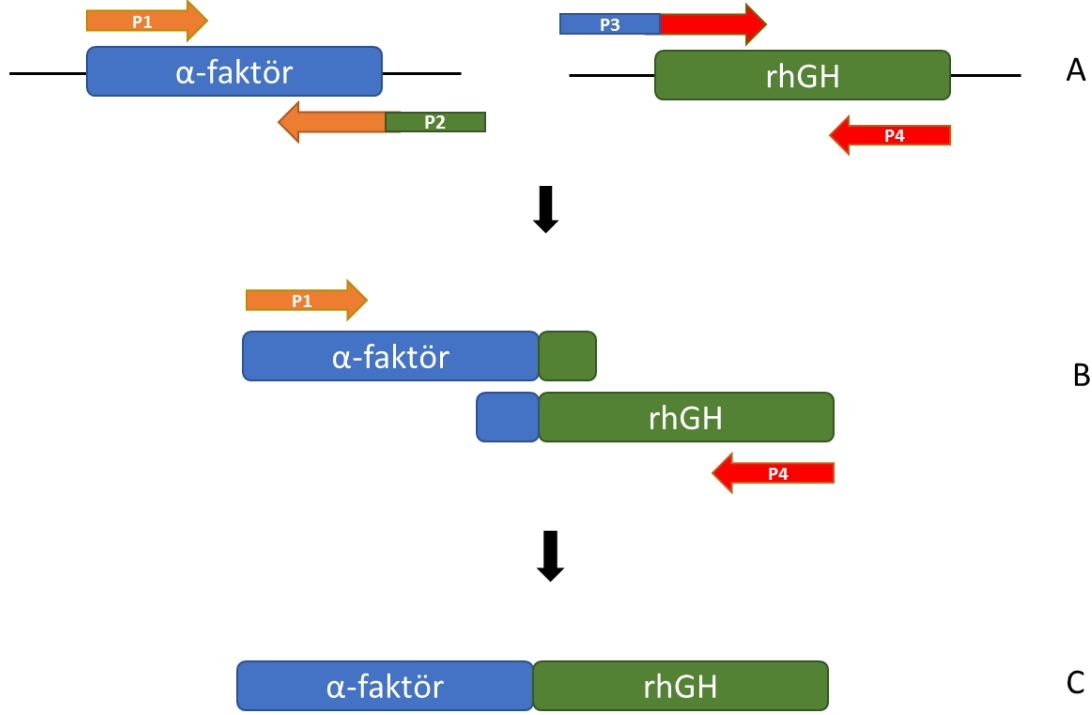 P1
P3
α-faktör
rhGH
A
P2
P4
P1
α-faktör
B
rhGH
P4
α-faktör
rhGH
C